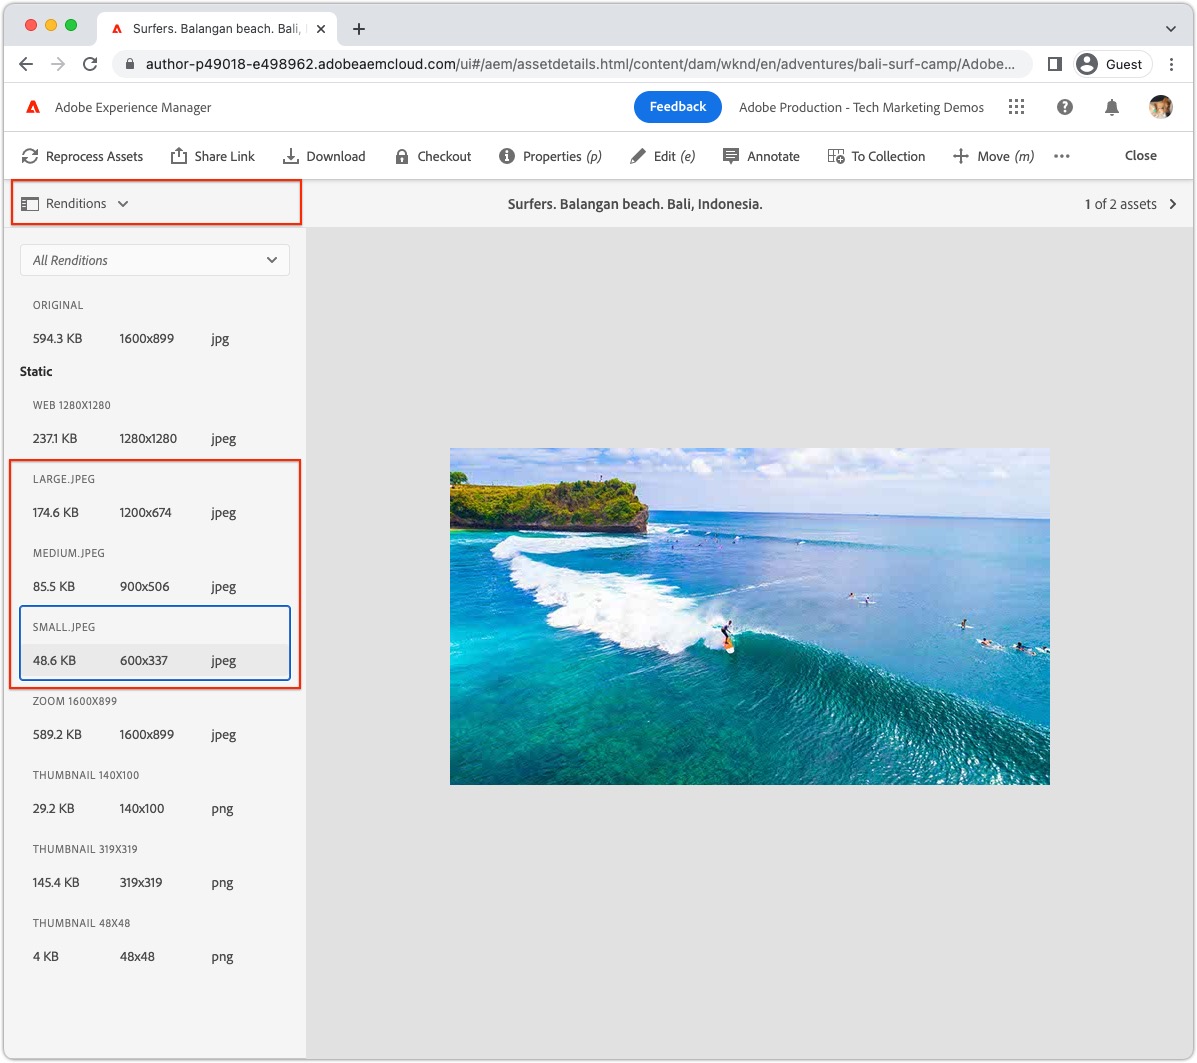 Surfers. Balangan beach. Bali,
author-p49018-e498962.adobeaemcloud.com/ui#/aem/assetdetails.html/content/dam/wknd/en/adventures/bali-surf-camp/Adobe... Guest
Adobe Experience Manager Feedback Adobe Production - Tech Marketing Demos
Reprocess Assets Share Link Download Checkout Properties (p) Edit (e) Annotate To Collection Move (m) ••• Close
Renditions Surfers. Balangan beach. Bali, Indonesia. 1 of 2 assets
All Renditions
ORIGINAL
594.3 KB 1600x899 jpg
Static
WEB 1280X1280
237.1 KB 1280x1280 jpeg
LARGE.JPEG
174.6 KB 1200x674 jpeg
MEDIUM.JPEG
85.5 KB 900x506 jpeg
SMALL.JPEG
48.6 KB 600x337 jpeg
ZOOM 1600X899
589.2 KB 1600x899 jpeg
THUMBNAIL 140X100
29.2 KB 140x100 png
THUMBNAIL 319X319
145.4 KB 319x319 png
THUMBNAIL 48X48
4 KB 48x48 png